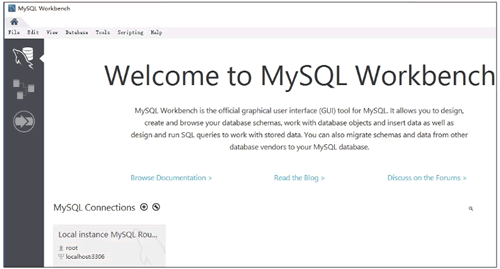 MySQL Workbench
File Edit View Database Tools Scripting Help
Welcome to MySQL Workbench
MySQL Workbench is the official graphical user interface (GUI) tool for MySQL. It allows you to design,
create and browse your database schemas, work with database objects and insert data as well as
design and run SQL queries to work with stored data. You can also migrate schemas and data from other
database vendors to your MySQL database.
Browse Documentation > Read the Blog > Discuss on the Forums >
MySQL Connections
Local instance MySQL Rou...
root
localhost:3306